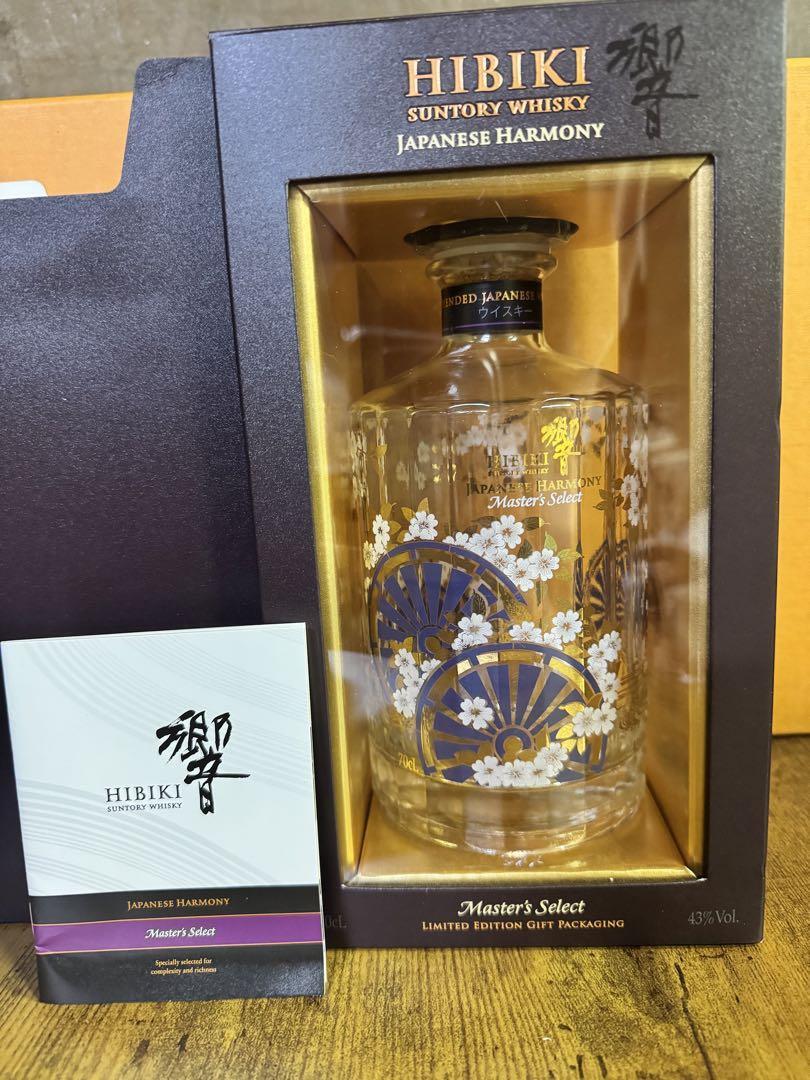 HIBIKI
響
SUNTORY WHISKY
JAPANESE HARMONY
ENDED JAPANESE
ウイスキー
響
HIBIKI
SUNTORY WHISKY
JAPANESE HARMONY
Master's Select
70cL
響
HIBIKI
SUNTORY WHISKY
JAPANESE HARMONY
Master's Select
Specially selected for
complexity and richness
Master's Select
0cL
LIMITED EDITION GIFT PACKAGING
43%Vol.